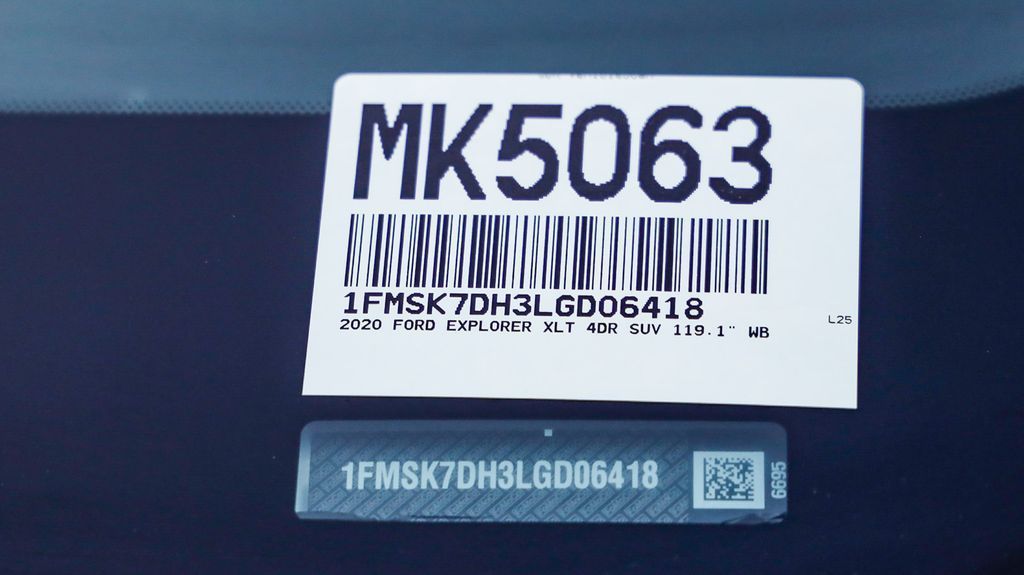 MK5063
1FMSK7DH3LGD06418
2020 FORD EXPLORER XLT 4DR SUV 119.1" WB
L25
1FMSK7DH3LGD06418
6695